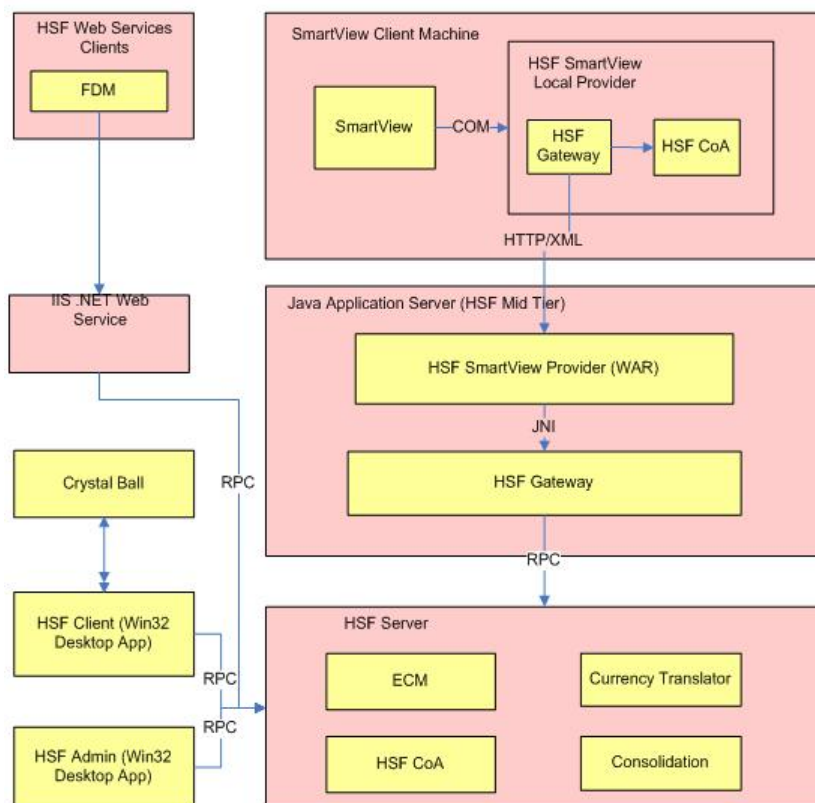 HSF Web Services
Clients
FDM
SmartView Client Machine
HSF SmartView
Local Provider
SmartView
COM
HSF
Gateway
HSF CoA
HTTP/XML
IIS .NET Web
Service
Java Application Server (HSF Mid Tier)
HSF SmartView Provider (WAR)
JNI
HSF Gateway
RPC
Crystal Ball
RPC
HSF Client (Win32
Desktop App)
RPC
RPC
HSF Admin (Win32
Desktop App)
HSF Server
ECM
Currency Translator
HSF CoA
Consolidation